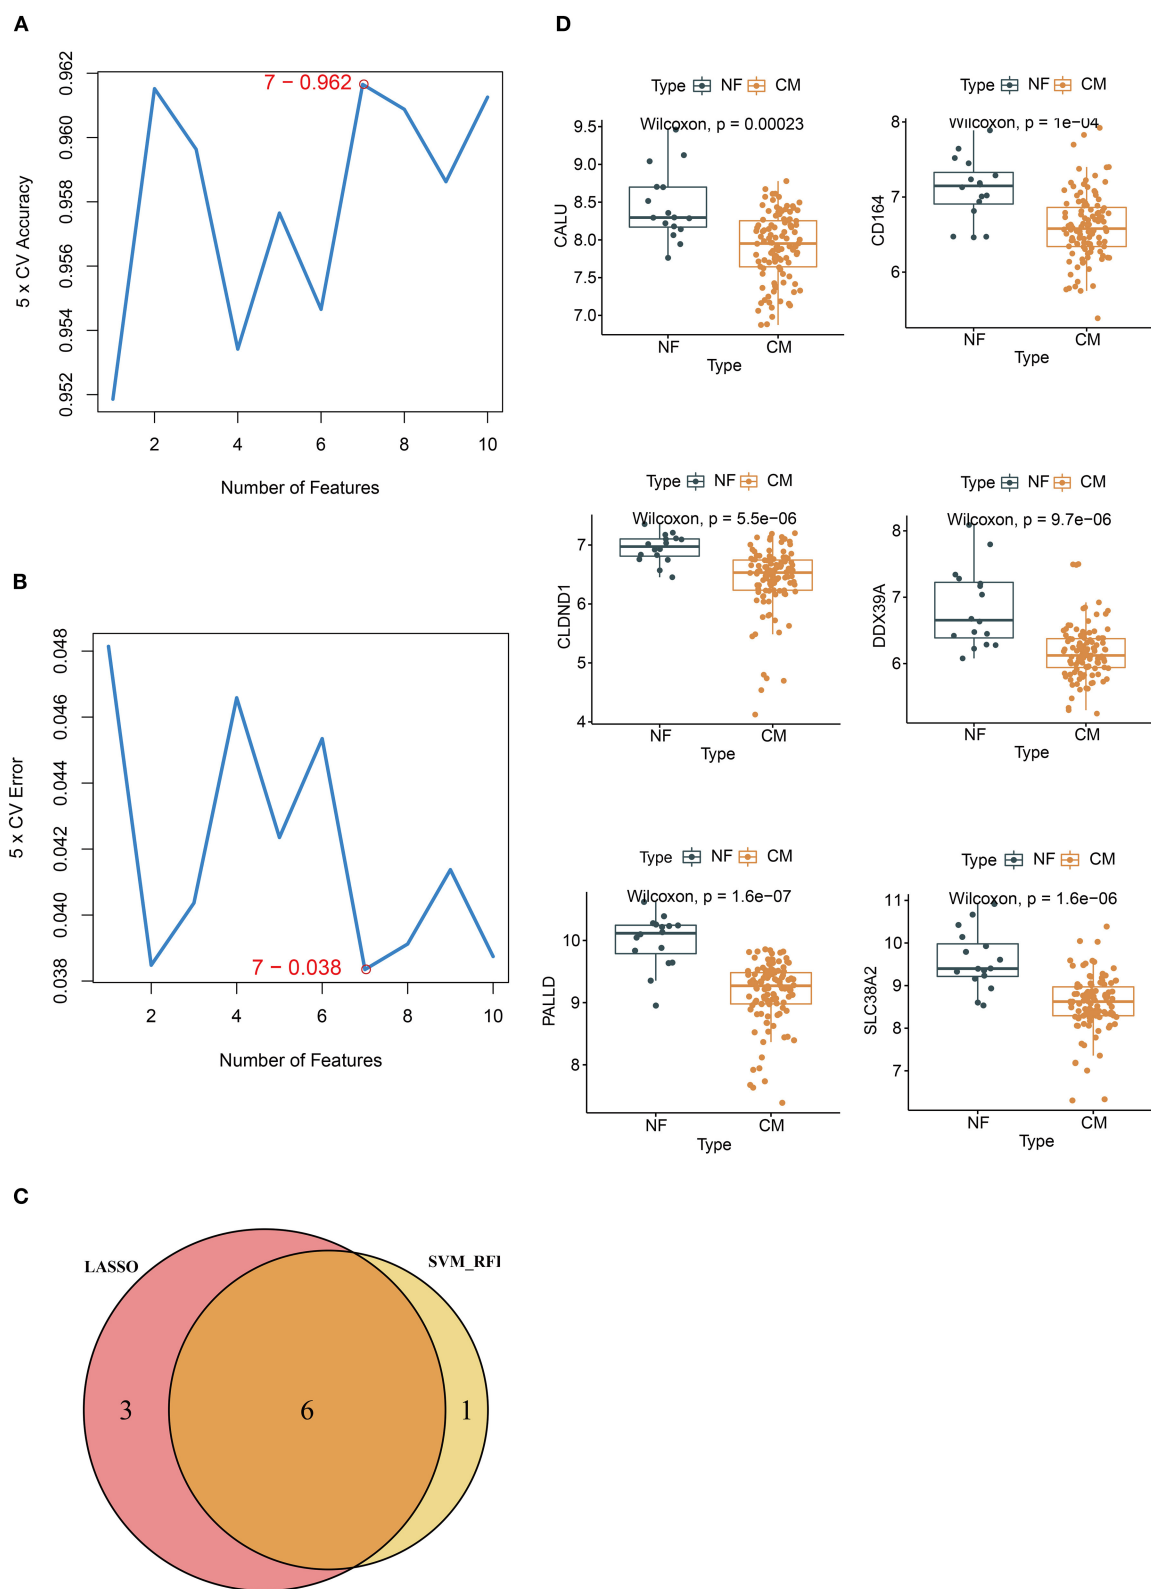 A
5 x CV Accuracy
0.962
0.960
0.958
0.956
0.954
0.952
7 − 0.962
2 4 6 8 10
Number of Features
B
5 x CV Error
0.048
0.046
0.044
0.042
0.040
0.038
7 − 0.038
2 4 6 8 10
Number of Features
C
LASSO
SVM_RFI
3
6
1
D
Type NF CM
Wilcoxon, p = 0.00023
CALU
9.5
9.0
8.5
8.0
7.5
7.0
NF CM
Type
Type NF CM
Wilcoxon, p = 1e−04
CD164
8
7
6
NF CM
Type
Type NF CM
Wilcoxon, p = 5.5e−06
CLDND1
7
6
5
4
NF CM
Type
Type NF CM
Wilcoxon, p = 9.7e−06
DDX39A
8
7
6
NF CM
Type
Type NF CM
Wilcoxon, p = 1.6e−07
PALLD
10
9
8
NF CM
Type
Type NF CM
Wilcoxon, p = 1.6e−06
SLC38A2
11
10
9
8
7
NF CM
Type